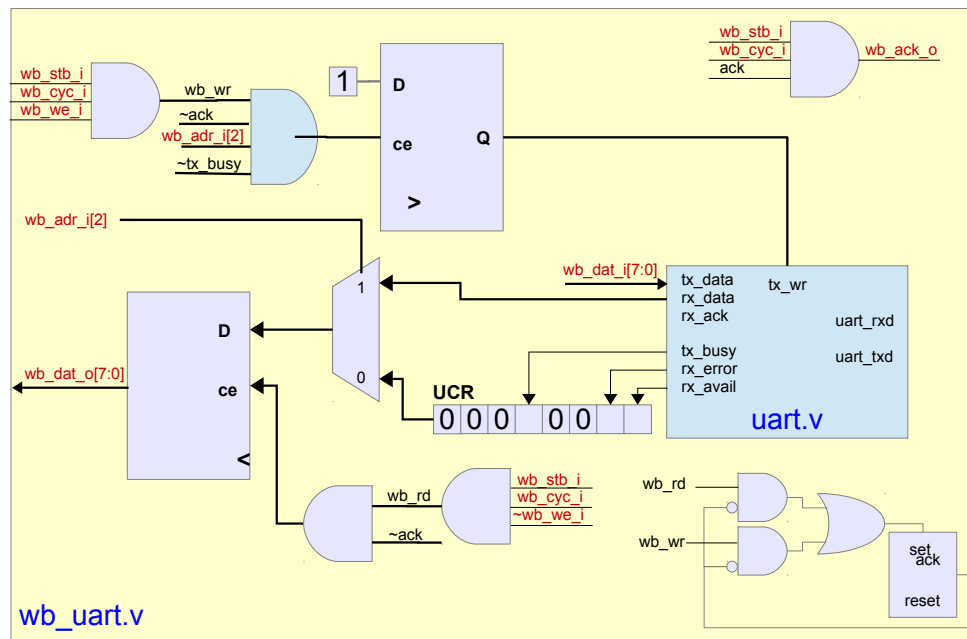 wb_stb_i
wb_cyc_i
wb_we_i
wb_wr
~ack
wb_adr_i[2]
~tx_busy
1
D
ce
Q
>
wb_stb_i
wb_cyc_i
ack
wb_ack_o
wb_adr_i[2]
1
0
wb_dat_i[7:0]
tx_data
rx_data
rx_ack
tx_wr
uart_rxd
uart_txd
tx_busy
rx_error
rx_avail
uart.v
D
ce
<
wb_dat_o[7:0]
UCR
0 0 0 0 0
wb_rd
~ack
wb_stb_i
wb_cyc_i
~wb_we_i
wb_rd
wb_wr
set
ack
reset
wb_uart.v